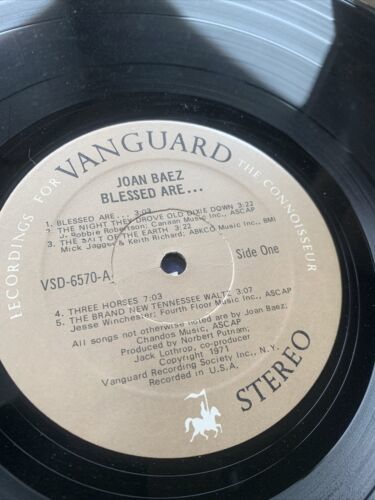 RECORDINGS FOR VANGUARD THE CONNOISSEUR
JOAN BAEZ
BLESSED ARE...
1. BLESSED ARE... 3:03
2. THE NIGHT THEY DROVE OLD DIXIE DOWN 3:22
J. Robbie Robertson; Canaan Music Inc., ASCAP
3. THE SALT OF THE EARTH 3:22
Mick Jagger & Keith Richard; ABKCO Music Inc., BMI
VSD-6570-A
Side One
4. THREE HORSES 7:03
5. THE BRAND NEW TENNESSEE WALTZ 3:07
Jesse Winchester; Fourth Floor Music Inc., ASCAP
All songs not otherwise noted are by Joan Baez;
Chandos Music, ASCAP
Produced by Norbert Putnam;
Jack Lothrop, co-producer
Copyright 1971
Vanguard Recording Society Inc., N.Y.
Recorded in U.S.A.
STEREO